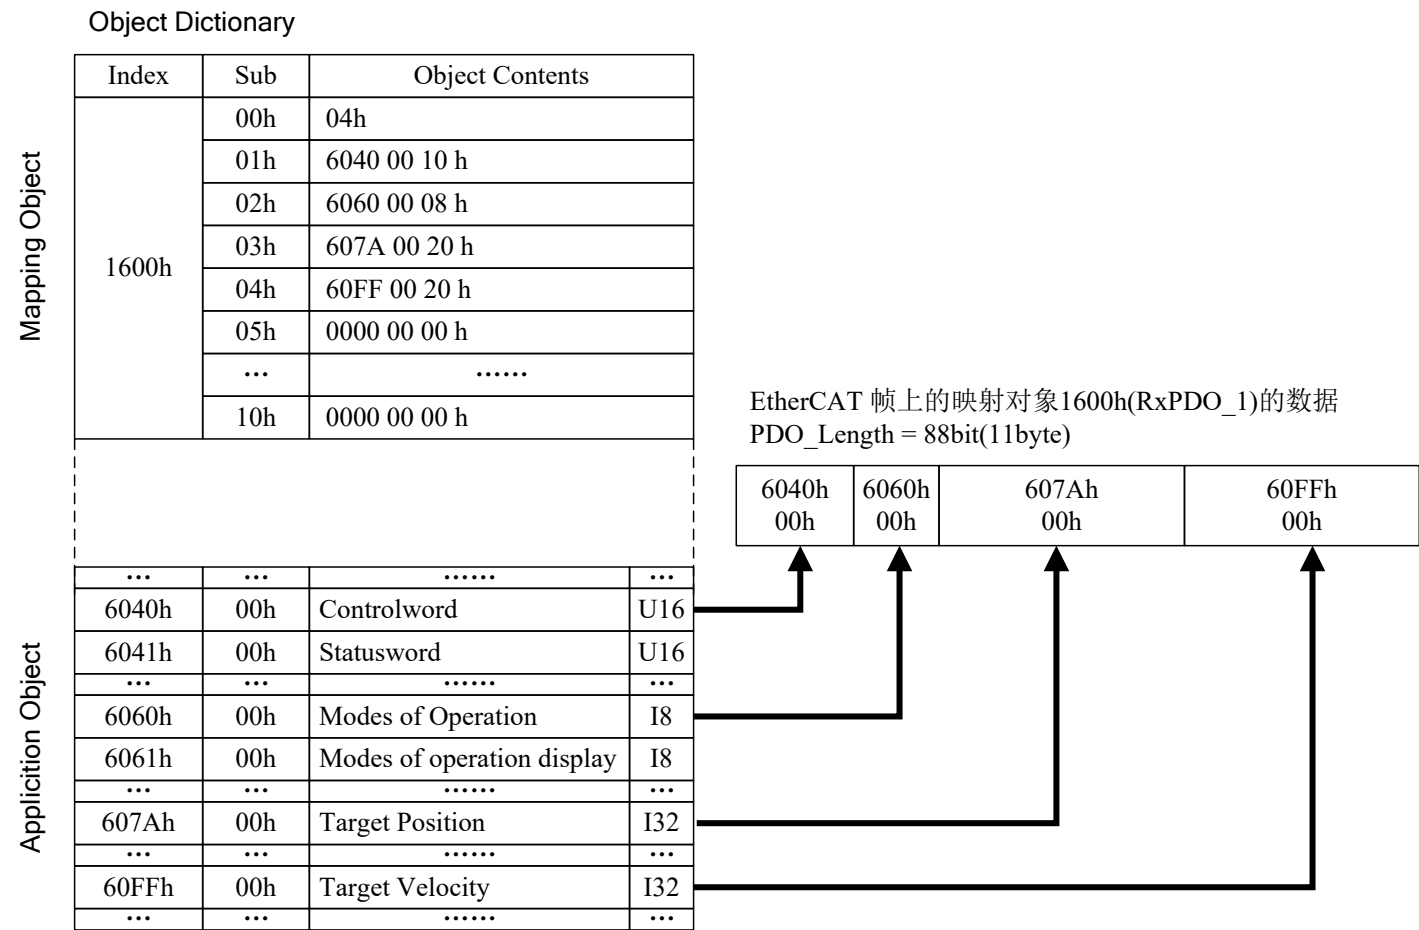 Object Dictionary
Mapping Object
Index Sub Object Contents
1600h
00h 04h
01h 6040 00 10 h
02h 6060 00 08 h
03h 607A 00 20 h
04h 60FF 00 20 h
05h 0000 00 00 h
... ......
10h 0000 00 00 h
EtherCAT 帧上的映射对象1600h(RxPDO_1)的数据
PDO_Length = 88bit(11byte)
6040h 6060h 607Ah 60FFh
00h 00h 00h 00h
Applicition Object
... ... ...... ...
6040h 00h Controlword U16
6041h 00h Statusword U16
... ... ...... ...
6060h 00h Modes of Operation I8
6061h 00h Modes of operation display I8
... ... ...... ...
607Ah 00h Target Position I32
... ... ...... ...
60FFh 00h Target Velocity I32
... ... ...... ...